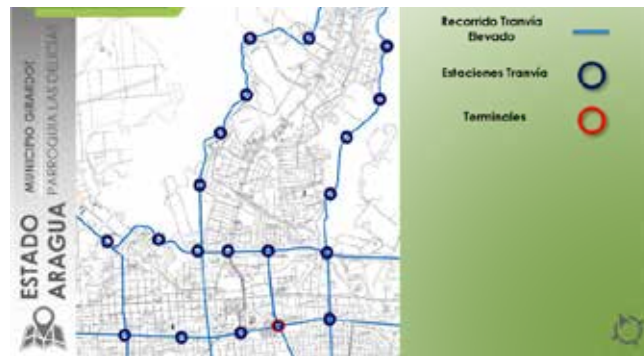 ESTADO
ARAGUA
MUNICIPIO GIRARDOT
PARROQUIA LAS DELICIAS
Recorrido Tranvía
Elevado
Estaciones Tranvía
Terminales